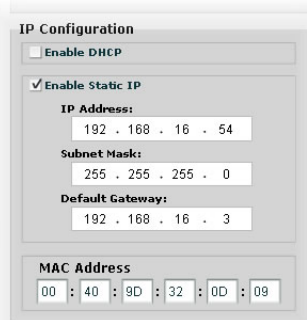 IP Configuration
Enable DHCP
Enable Static IP
IP Address:
192 . 168 . 16 . 54
Subnet Mask:
255 . 255 . 255 . 0
Default Gateway:
192 . 168 . 16 . 3
MAC Address
00 : 40 : 9D : 32 : 0D : 09